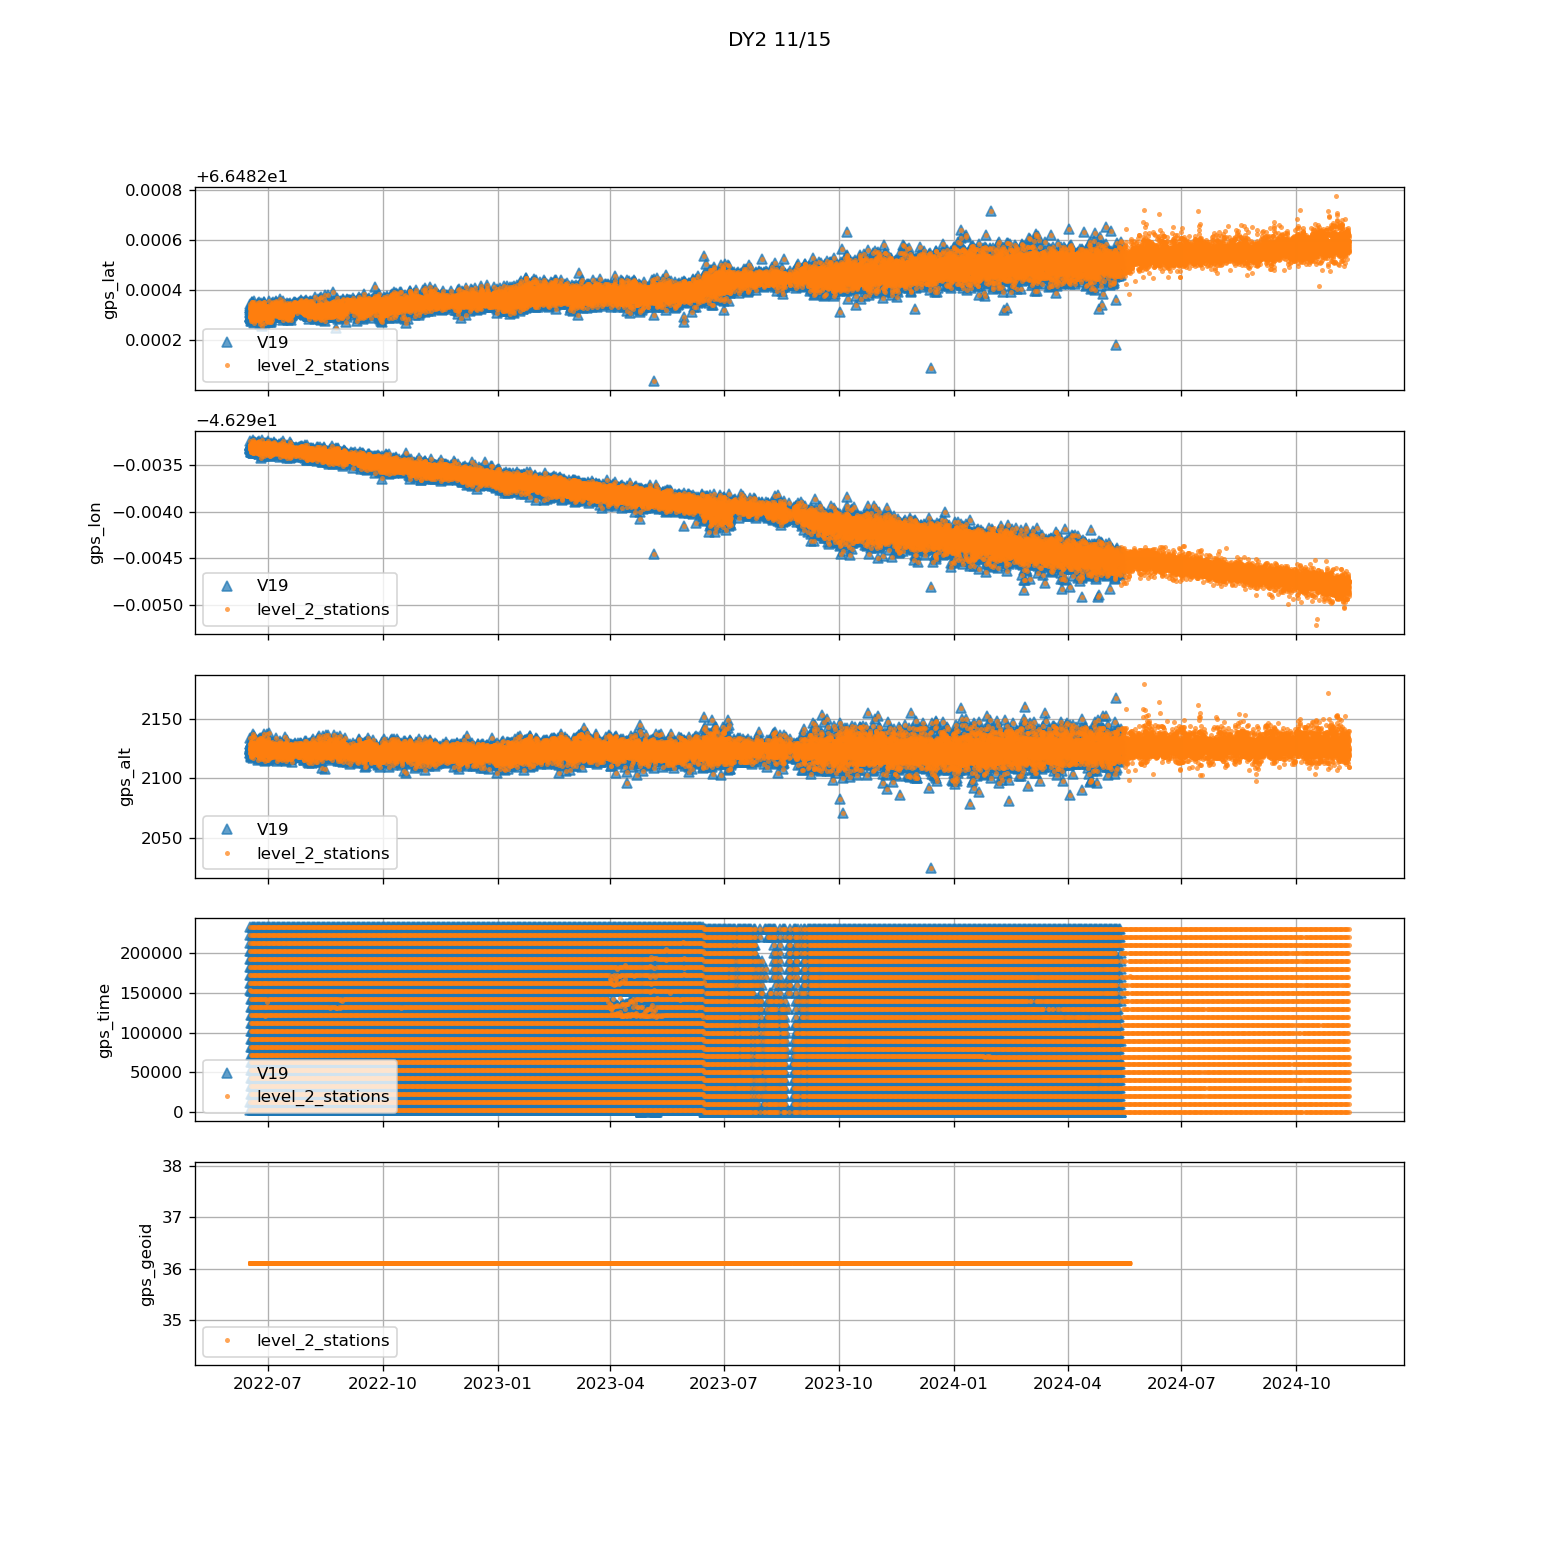 DY2 11/15
+6.6482e1
0.0008
0.0006
0.0004
0.0002
gps_lat
V19
level_2_stations
−4.629e1
−0.0035
−0.0040
−0.0045
−0.0050
gps_lon
V19
level_2_stations
2150
2100
2050
gps_alt
V19
level_2_stations
200000
150000
100000
50000
0
gps_time
V19
level_2_stations
38
37
36
35
gps_geoid
level_2_stations
2022-07 2022-10 2023-01 2023-04 2023-07 2023-10 2024-01 2024-04 2024-07 2024-10